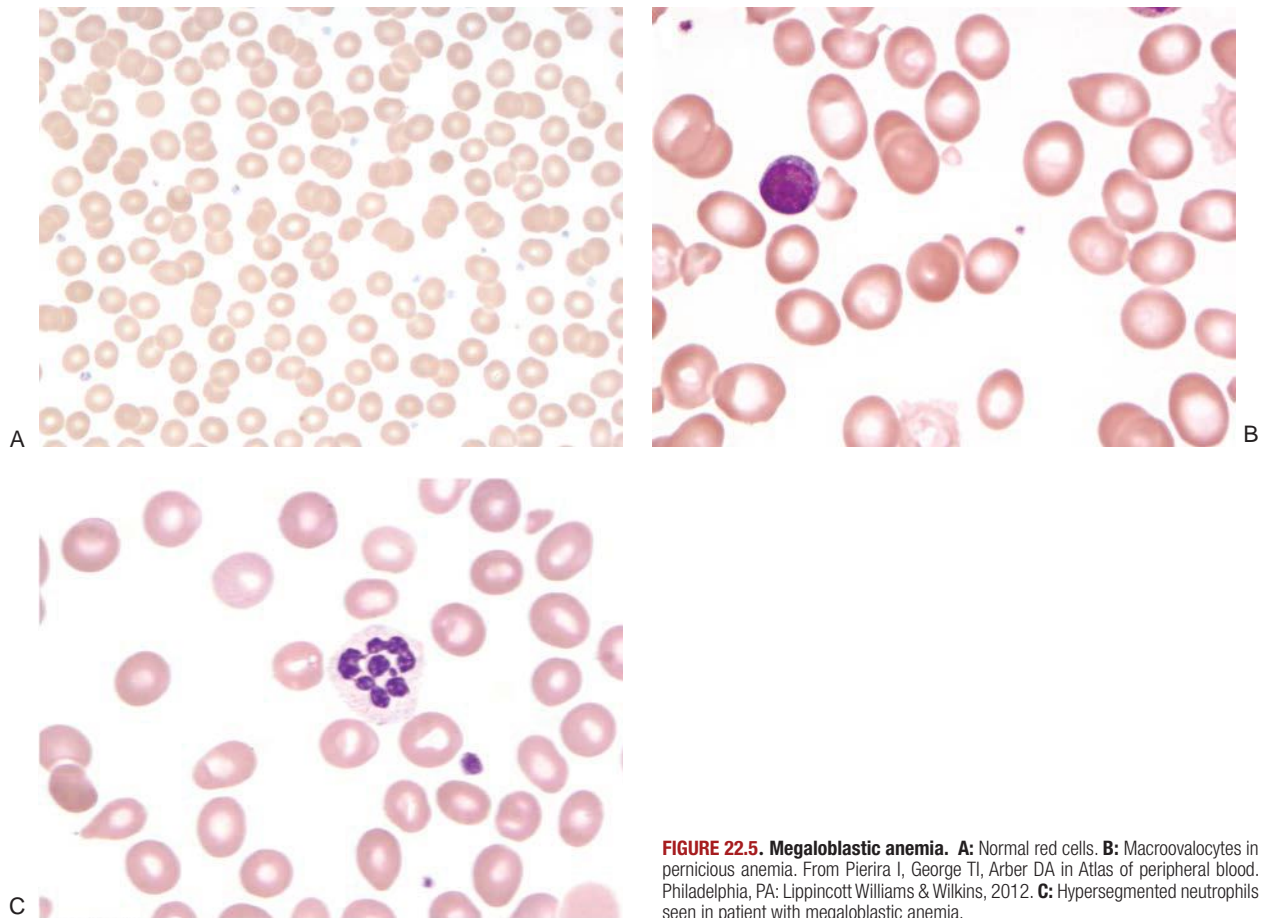 A
B
C
FIGURE 22.5. Megaloblastic anemia. A: Normal red cells. B: Macroovalocytes in
pernicious anemia. From Pierira I, George TI, Arber DA in Atlas of peripheral blood.
Philadelphia, PA: Lippincott Williams & Wilkins, 2012. C: Hypersegmented neutrophils
seen in patient with megaloblastic anemia.